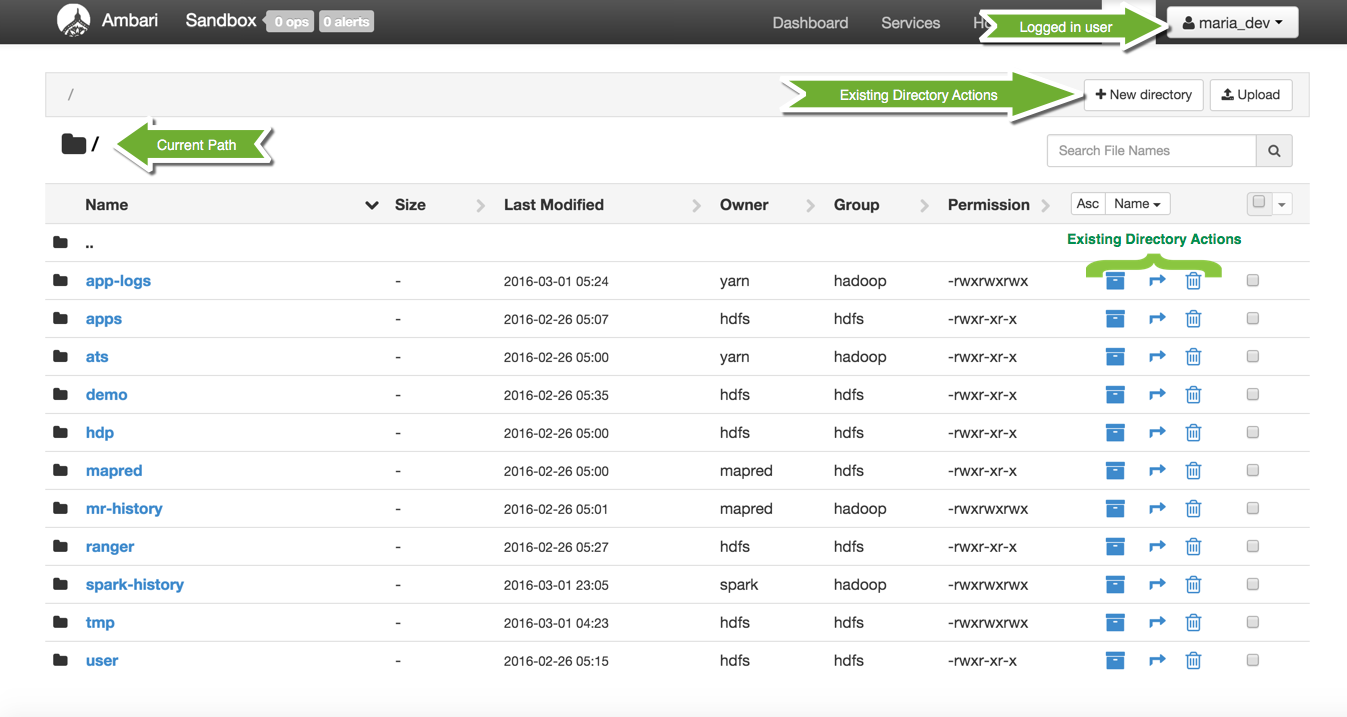 Ambari Sandbox 0 ops 0 alerts Dashboard Services Logged in user maria_dev
/ Existing Directory Actions New directory Upload
/ Current Path Search File Names
Name Size Last Modified Owner Group Permission Asc Name
..
Existing Directory Actions
app-logs - 2016-03-01 05:24 yarn hadoop -rwxrwxrwx
apps - 2016-02-26 05:07 hdfs hdfs -rwxr-xr-x
ats - 2016-02-26 05:00 yarn hadoop -rwxr-xr-x
demo - 2016-02-26 05:35 hdfs hdfs -rwxr-xr-x
hdp - 2016-02-26 05:00 hdfs hdfs -rwxr-xr-x
mapred - 2016-02-26 05:00 mapred hdfs -rwxr-xr-x
mr-history - 2016-02-26 05:01 mapred hadoop -rwxrwxrwx
ranger - 2016-02-26 05:27 hdfs hdfs -rwxr-xr-x
spark-history - 2016-03-01 23:05 spark hadoop -rwxrwxrwx
tmp - 2016-03-01 04:23 hdfs hdfs -rwxrwxrwx
user - 2016-02-26 05:15 hdfs hdfs -rwxr-xr-x